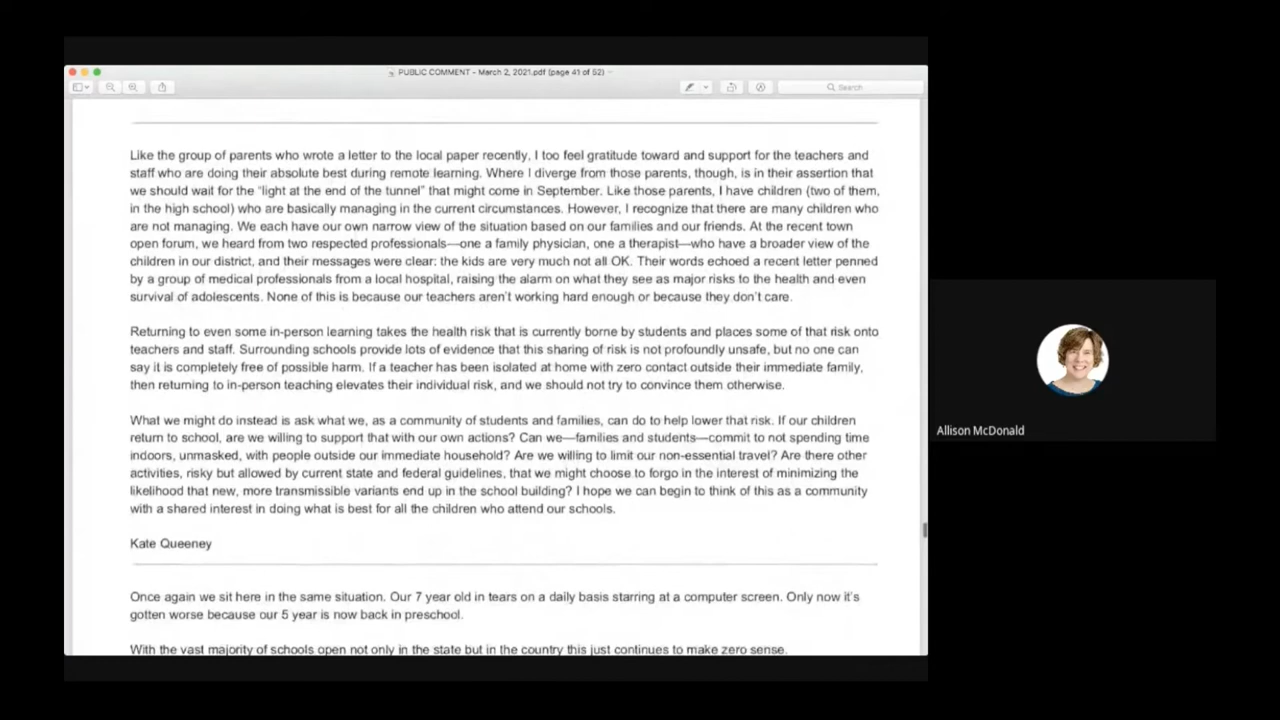 PUBLIC COMMENT - March 2, 2021.pdf (page 41 of 52)
Search
Like the group of parents who wrote a letter to the local paper recently, I too feel gratitude toward and support for the teachers and
staff who are doing their absolute best during remote learning. Where I diverge from those parents, though, is in their assertion that
we should wait for the "light at the end of the tunnel" that might come in September. Like those parents, I have children (two of them,
in the high school) who are basically managing in the current circumstances. However, I recognize that there are many children who
are not managing. We each have our own narrow view of the situation based on our families and our friends. At the recent town
open forum, we heard from two respected professionals—one a family physician, one a therapist—who have a broader view of the
children in our district, and their messages were clear: the kids are very much not all OK. Their words echoed a recent letter penned
by a group of medical professionals from a local hospital, raising the alarm on what they see as major risks to the health and even
survival of adolescents. None of this is because our teachers aren't working hard enough or because they don't care.
Returning to even some in-person learning takes the health risk that is currently borne by students and places some of that risk onto
teachers and staff. Surrounding schools provide lots of evidence that this sharing of risk is not profoundly unsafe, but no one can
say it is completely free of possible harm. If a teacher has been isolated at home with zero contact outside their immediate family,
then returning to in-person teaching elevates their individual risk, and we should not try to convince them otherwise.
What we might do instead is ask what we, as a community of students and families, can do to help lower that risk. If our children
return to school, are we willing to support that with our own actions? Can we—families and students—commit to not spending time
indoors, unmasked, with people outside our immediate household? Are we willing to limit our non-essential travel? Are there other
activities, risky but allowed by current state and federal guidelines, that we might choose to forgo in the interest of minimizing the
likelihood that new, more transmissible variants end up in the school building? I hope we can begin to think of this as a community
with a shared interest in doing what is best for all the children who attend our schools.
Kate Queeney
Once again we sit here in the same situation. Our 7 year old in tears on a daily basis starring at a computer screen. Only now it's
gotten worse because our 5 year is now back in preschool.
With the vast majority of schools open not only in the state but in the country this just continues to make zero sense.
Allison McDonald